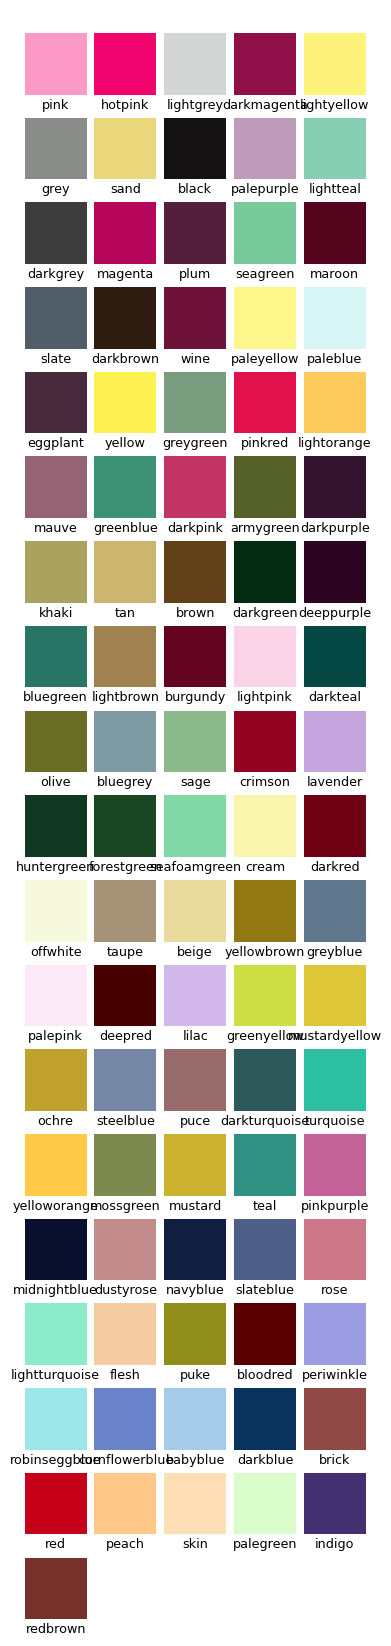 pink hotpink lightgrey darkmagenta lightyellow
grey sand black palepurple lightteal
darkgrey magenta plum seagreen maroon
slate darkbrown wine paleyellow paleblue
eggplant yellow greygreen pinkred lightorange
mauve greenblue darkpink armygreen darkpurple
khaki tan brown darkgreen deeppurple
bluegreen lightbrown burgundy lightpink darkteal
olive bluegrey sage crimson lavender
huntergreen forestgreen seafoamgreen cream darkred
offwhite taupe beige yellowbrown greyblue
palepink deepred lilac greenyellow mustardyellow
ochre steelblue puce darkturquoise turquoise
yelloworange mossgreen mustard teal pinkpurple
midnightblue dustyrose navyblue slateblue rose
lightturquoise flesh puke bloodred periwinkle
robinseggblue cornflowerblue babyblue darkblue brick
red peach skin palegreen indigo
redbrown